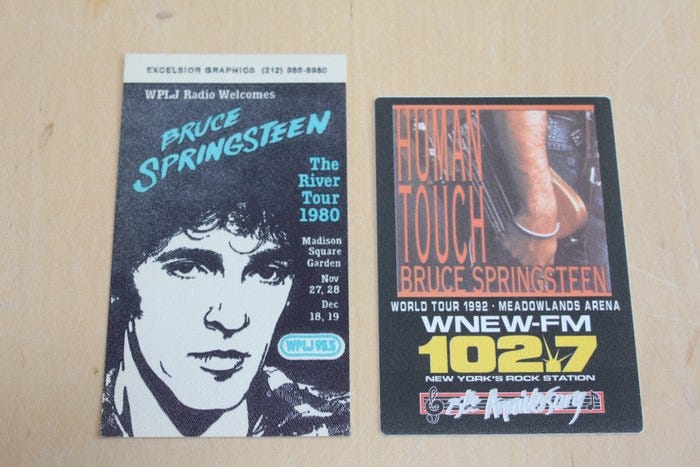 EXCELSIOR GRAPHICS (212) 986-8980
WPLJ Radio Welcomes
BRUCE
SPRINGSTEEN
The
River
Tour
1980
Madison
Square
Garden
Nov
27, 28
Dec
18, 19
WPLJ 95.5
HUMAN
TOUCH
BRUCE SPRINGSTEEN
WORLD TOUR 1992 · MEADOWLANDS ARENA
WNEW-FM
102.7
NEW YORK'S ROCK STATION
25th Anniversary